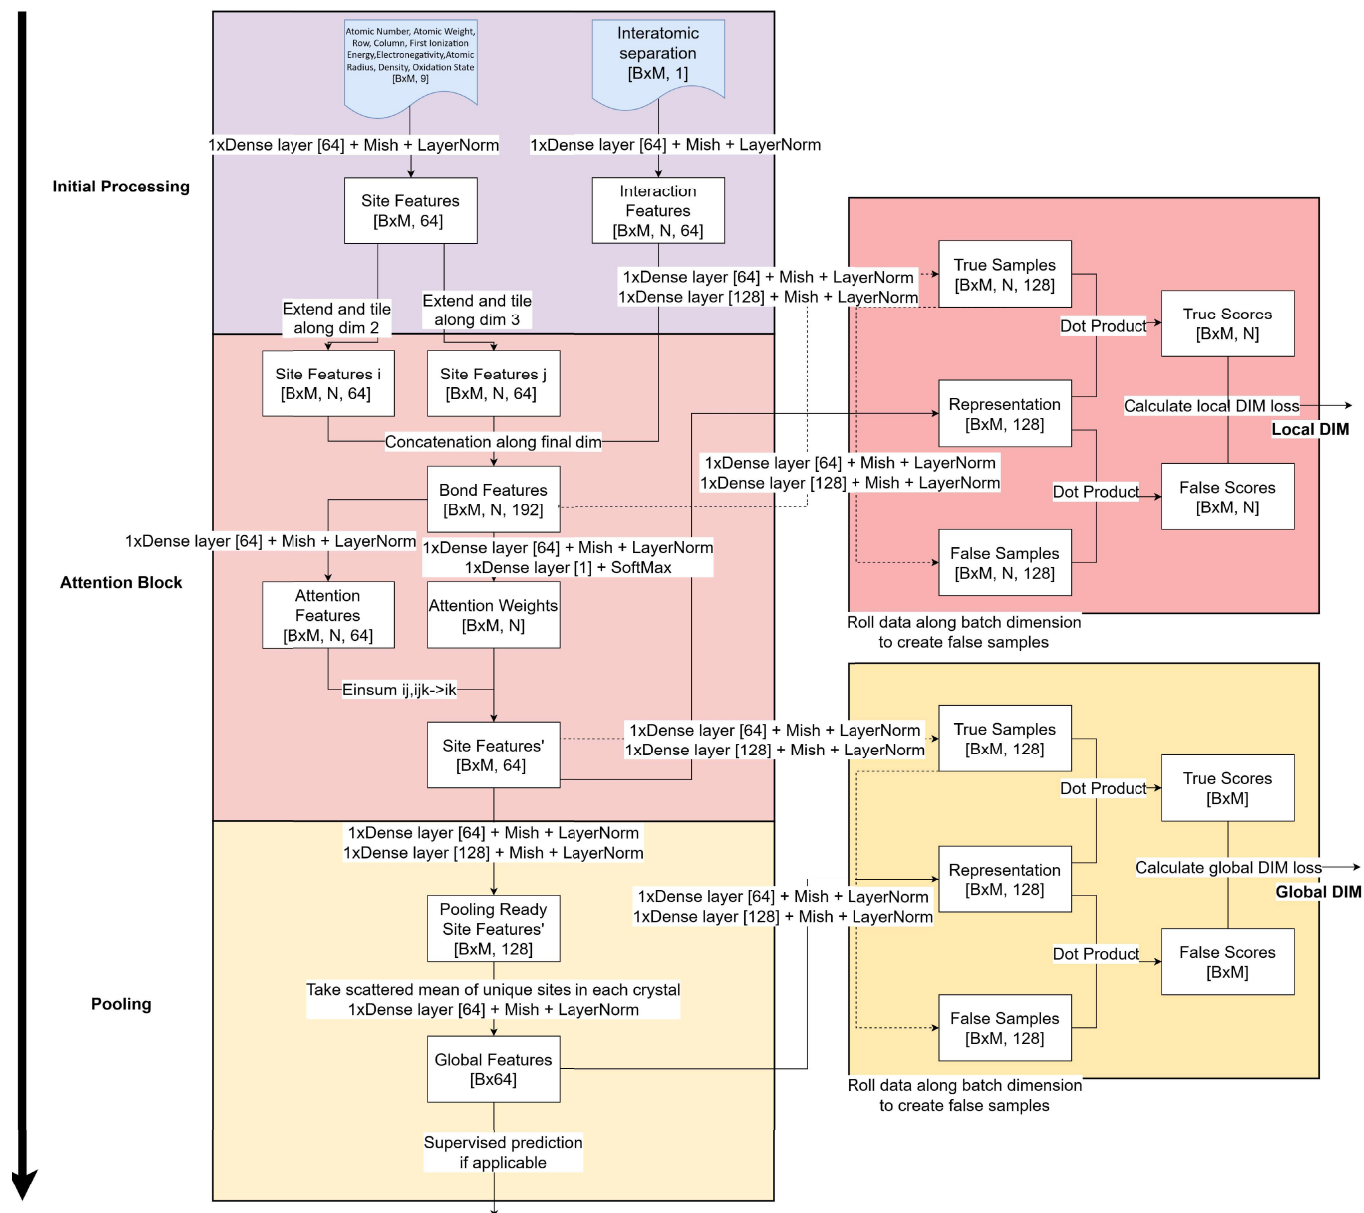 Atomic Number, Atomic Weight,
Row, Column, First Ionization
Energy,Electronegativity,Atomic
Radius, Density, Oxidation State
[BxM, 9]
Interatomic
separation
[BxM, 1]
1xDense layer [64] + Mish + LayerNorm
1xDense layer [64] + Mish + LayerNorm
Initial Processing
Site Features
[BxM, 64]
Interaction
Features
[BxM, N, 64]
Extend and tile
along dim 2
Extend and tile
along dim 3
1xDense layer [64] + Mish + LayerNorm
1xDense layer [128] + Mish + LayerNorm
Site Features i
[BxM, N, 64]
Site Features j
[BxM, N, 64]
Concatenation along final dim
Bond Features
[BxM, N, 192]
1xDense layer [64] + Mish + LayerNorm
1xDense layer [128] + Mish + LayerNorm
1xDense layer [64] + Mish + LayerNorm
1xDense layer [64] + Mish + LayerNorm
1xDense layer [1] + SoftMax
Attention Block
Attention
Features
[BxM, N, 64]
Attention Weights
[BxM, N]
Einsum ij,ijk->ik
Site Features'
[BxM, 64]
1xDense layer [64] + Mish + LayerNorm
1xDense layer [128] + Mish + LayerNorm
1xDense layer [64] + Mish + LayerNorm
1xDense layer [128] + Mish + LayerNorm
Pooling Ready
Site Features'
[BxM, 128]
1xDense layer [64] + Mish + LayerNorm
1xDense layer [128] + Mish + LayerNorm
Pooling
Take scattered mean of unique sites in each crystal
1xDense layer [64] + Mish + LayerNorm
Global Features
[Bx64]
Supervised prediction
if applicable
True Samples
[BxM, N, 128]
Dot Product
True Scores
[BxM, N]
Representation
[BxM, 128]
Calculate local DIM loss
Local DIM
Dot Product
False Scores
[BxM, N]
False Samples
[BxM, N, 128]
Roll data along batch dimension
to create false samples
True Samples
[BxM, 128]
Dot Product
True Scores
[BxM]
Representation
[BxM, 128]
Calculate global DIM loss
Global DIM
Dot Product
False Scores
[BxM]
False Samples
[BxM, 128]
Roll data along batch dimension
to create false samples